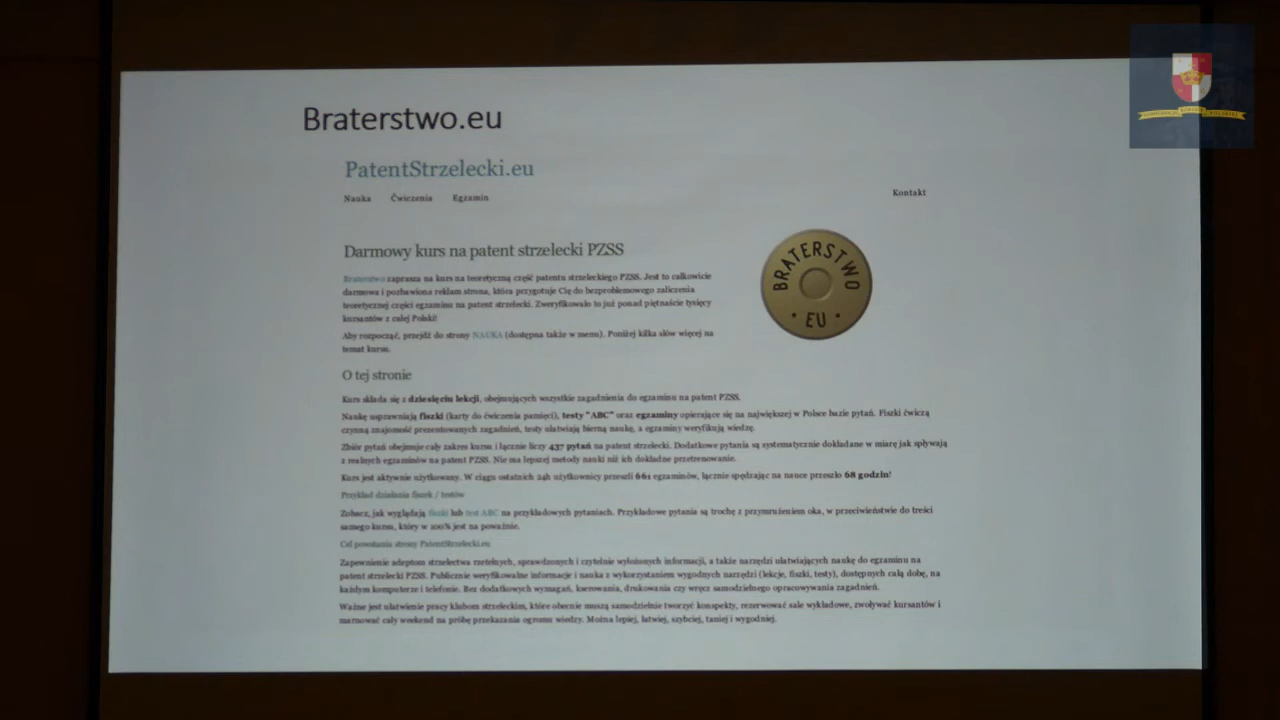 Braterstwo.eu
PatentStrzelecki.eu
Nauka Ćwiczenia Egzamin Kontakt
Darmowy kurs na patent strzelecki PZSS
BRATERSTWO
• EU •
Braterstwo zaprasza na kurs na teoretyczną część patentu strzeleckiego PZSS. Jest to całkowicie
darmowa i pozbawiona reklam strona, która przygotuje Cię do bezproblemowego zaliczenia
teoretycznej części egzaminu na patent strzelecki. Zweryfikowało to już ponad piętnaście tysięcy
kursantów z całej Polski!
Aby rozpocząć, przejdź do strony NAUKA (dostępna także w menu). Poniżej kilka słów więcej na
temat kursu.
O tej stronie
Kurs składa się z dziesięciu lekcji, obejmujących wszystkie zagadnienia do egzaminu na patent PZSS.
Naukę usprawniają fiszki (karty do ćwiczenia pamięci), testy "ABC" oraz egzaminy opierające się na największej w Polsce bazie pytań. Fiszki ćwiczą
czynną znajomość prezentowanych zagadnień, testy ułatwiają bierną naukę, a egzaminy weryfikują wiedzę.
Zbiór pytań obejmuje cały zakres kursu i łącznie liczy 437 pytań na patent strzelecki. Dodatkowe pytania są systematycznie dokładane w miarę jak spływają
z realnych egzaminów na patent PZSS. Nie ma lepszej metody nauki niż ich dokładne przetrenowanie.
Kurs jest aktywnie użytkowany. W ciągu ostatnich 24h użytkownicy przeszli 661 egzaminów, łącznie spędzając na nauce przeszło 68 godzin!
Przykład działania fiszek / testów
Zobacz, jak wyglądają fiszki lub test ABC na przykładowych pytaniach. Przykładowe pytania są trochę z przymrużeniem oka, w przeciwieństwie do treści
samego kursu, który w 100% jest na poważnie.
Cel powstania strony PatentStrzelecki.eu
Zapewnienie adeptom strzelectwa rzetelnych, sprawdzonych i czytelnie wyłożonych informacji, a także narzędzi ułatwiających naukę do egzaminu na
patent strzelecki PZSS. Publicznie weryfikowalne informacje i nauka z wykorzystaniem wygodnych narzędzi (lekcje, fiszki, testy), dostępnych całą dobę, na
każdym komputerze i telefonie. Bez dodatkowych wymagań, kserowania, drukowania czy wręcz samodzielnego opracowywania zagadnień.
Ważne jest ułatwienie pracy klubom strzeleckim, które obecnie muszą samodzielnie tworzyć konspekty, rezerwować sale wykładowe, zwoływać kursantów i
marnować cały weekend na próbę przekazania ogromu wiedzy. Można lepiej, łatwiej, szybciej, taniej i wygodniej.